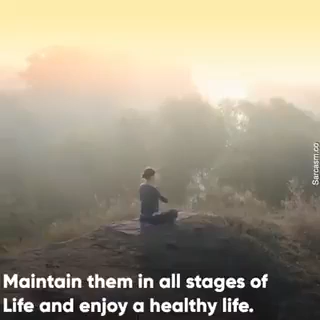 Sarcasm.co
Maintain them in all stages of
Life and enjoy a healthy life.